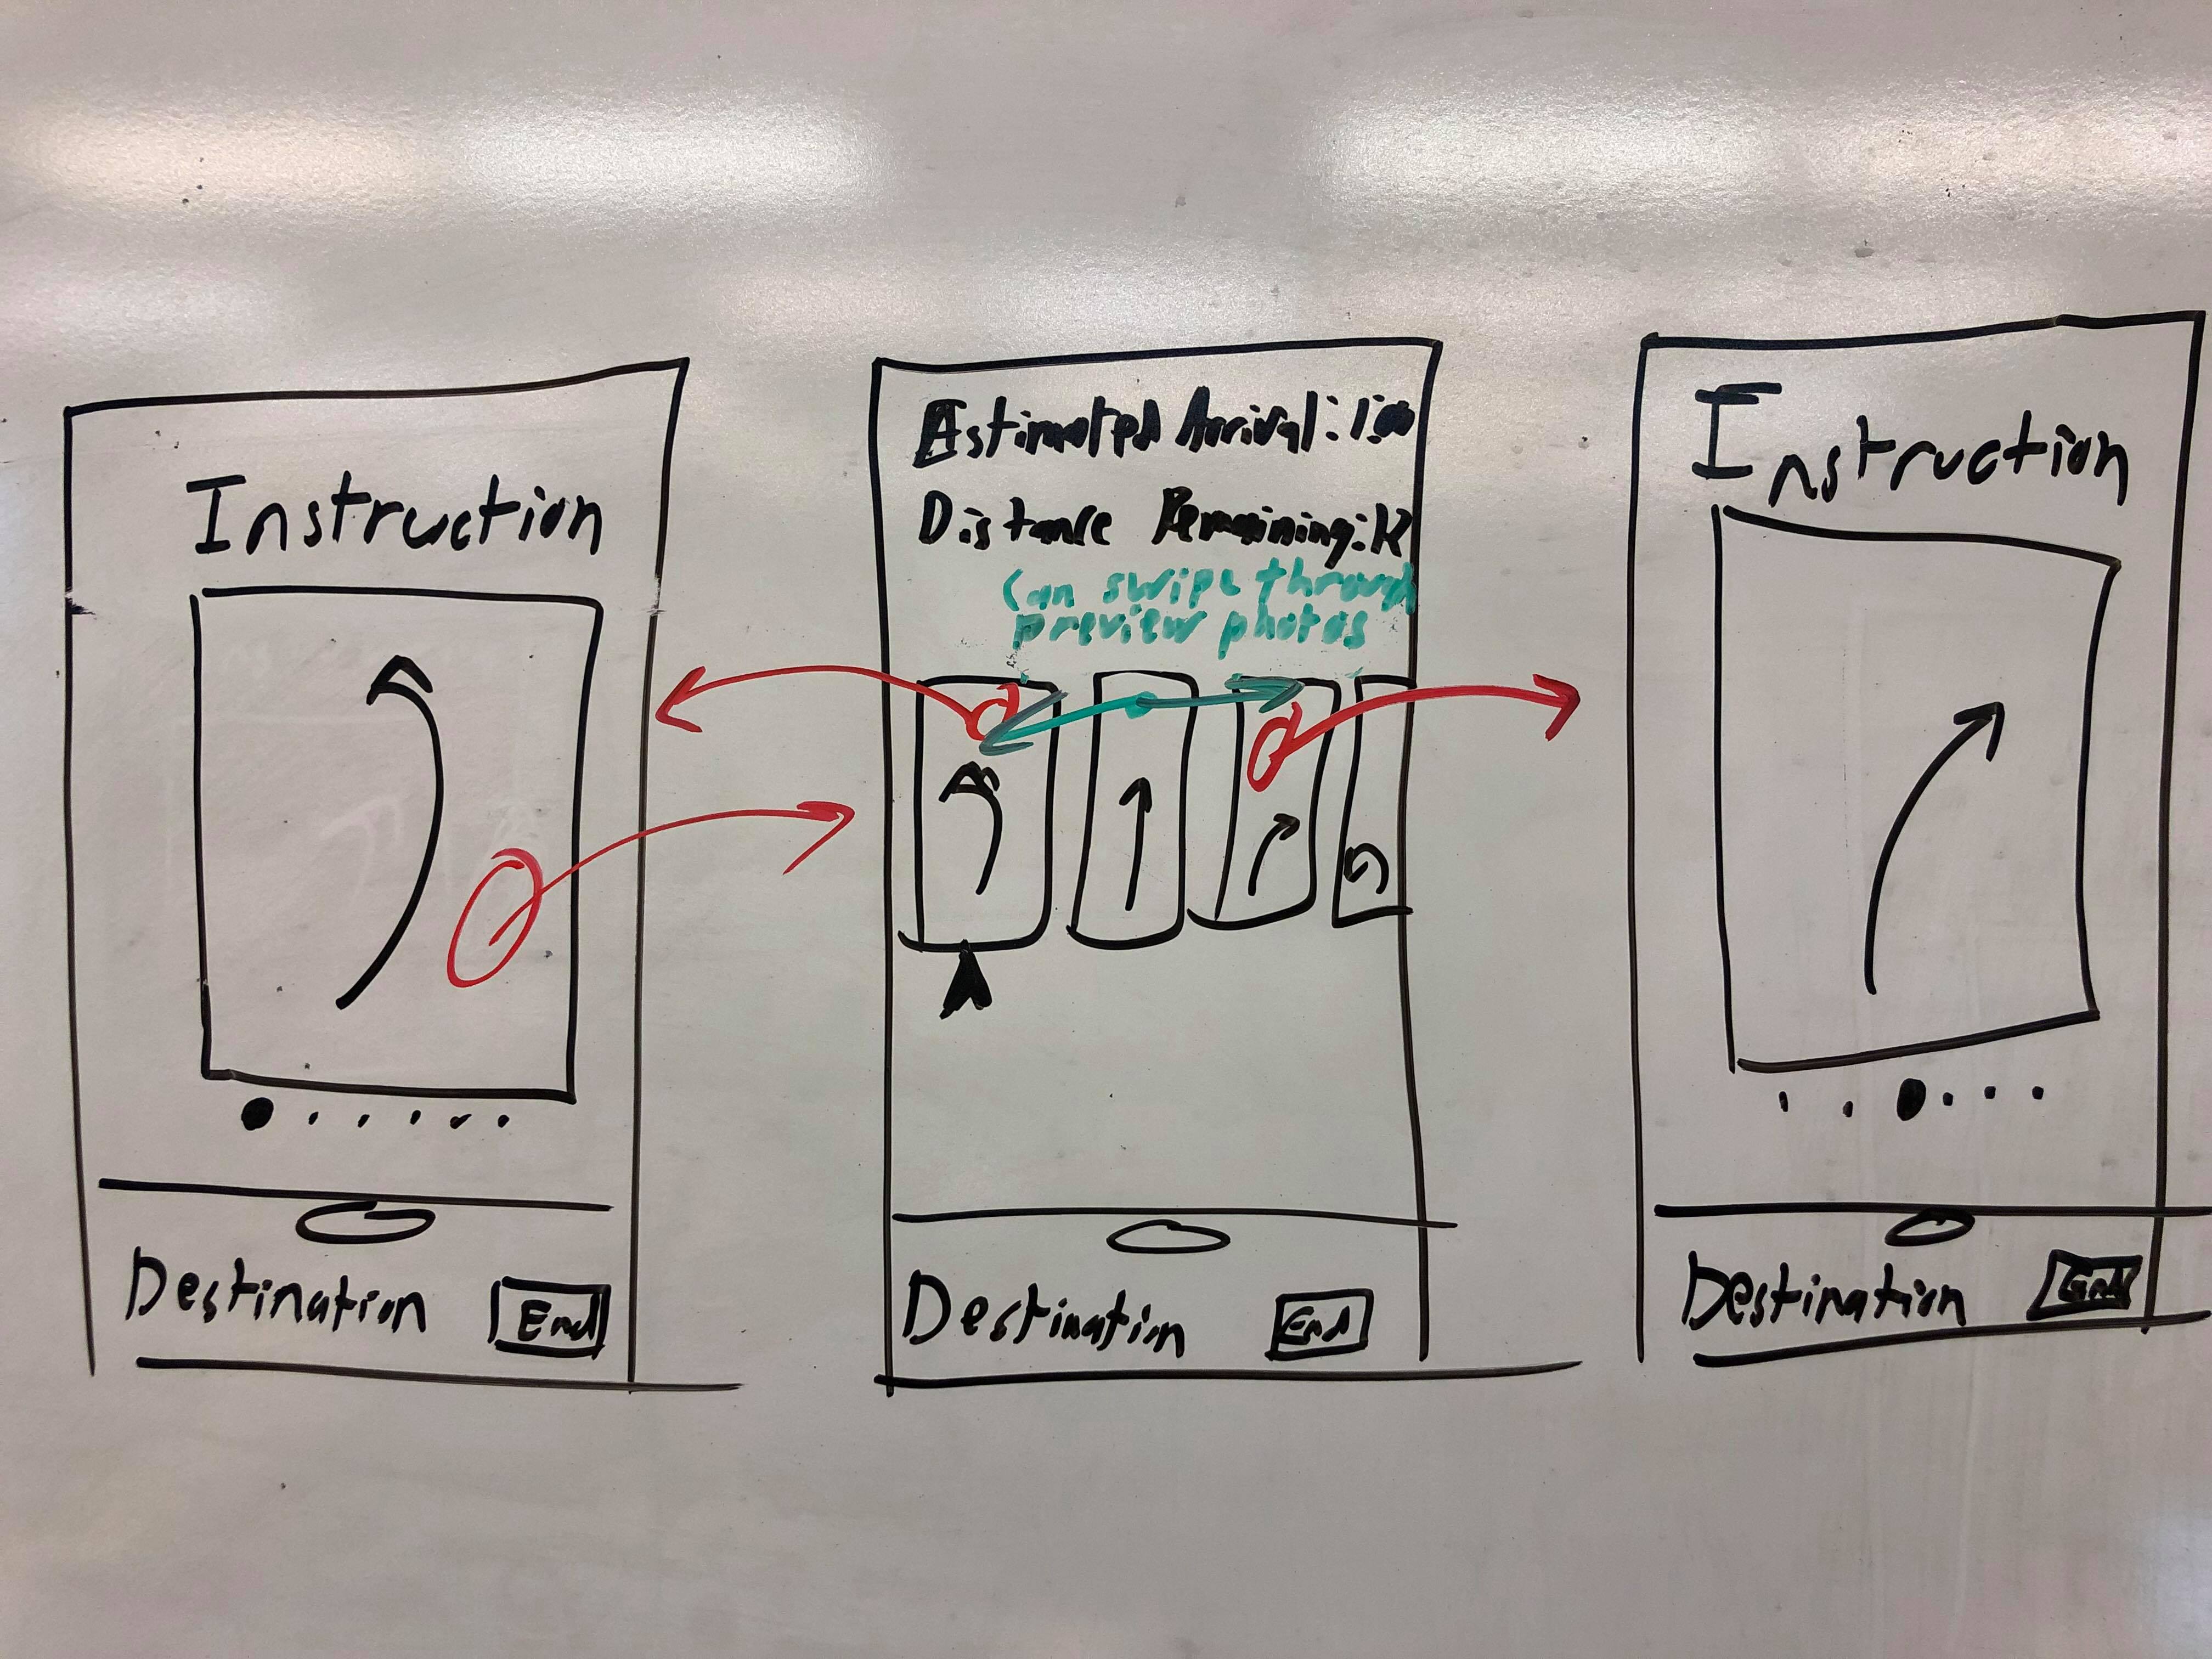 Instruction
Destination
End
Estimated Arrival: 1:00
Distance Remaining:
Can swipe through
preview photos
Destination
End
Instruction
Destination
End